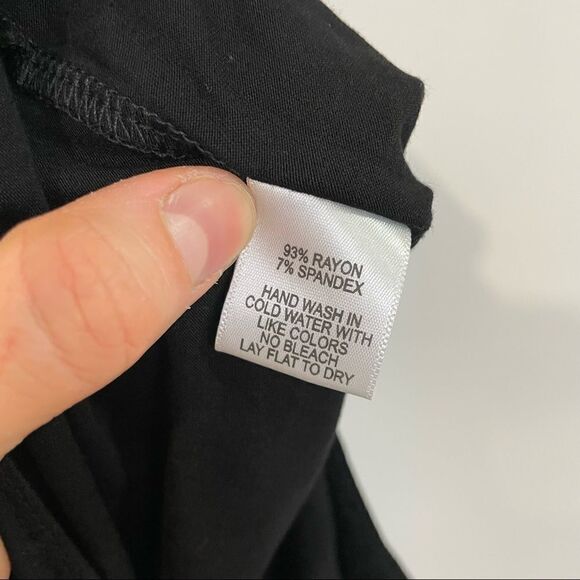 93% RAYON
7% SPANDEX
HAND WASH IN
COLD WATER WITH
LIKE COLORS
NO BLEACH
LAY FLAT TO DRY